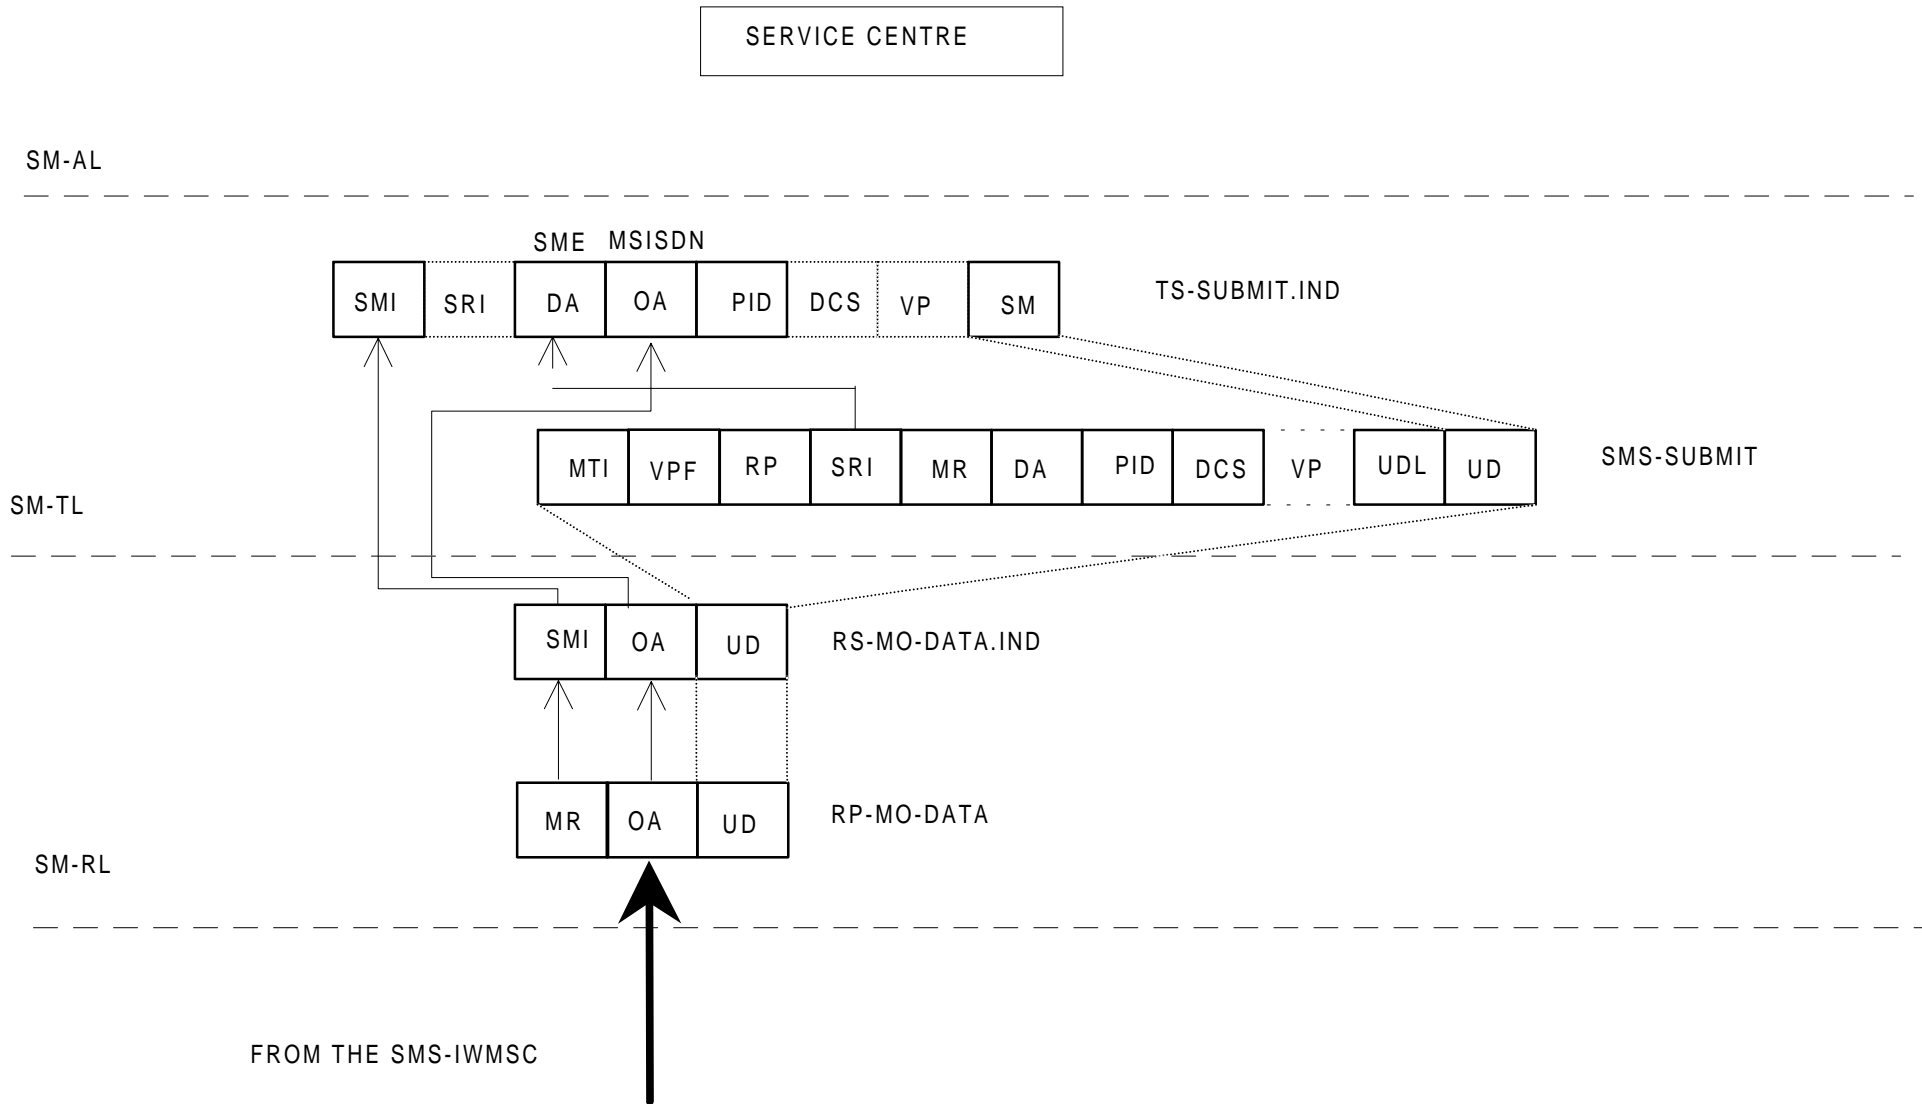 SERVICE CENTRE
SM-AL
SME MSISDN
SMI SRI DA OA PID DCS VP SM TS-SUBMIT.IND
MTI VPF RP SRI MR DA PID DCS VP UDL UD SMS-SUBMIT
SM-TL
SMI OA UD RS-MO-DATA.IND
MR OA UD RP-MO-DATA
SM-RL
FROM THE SMS-IWMSC